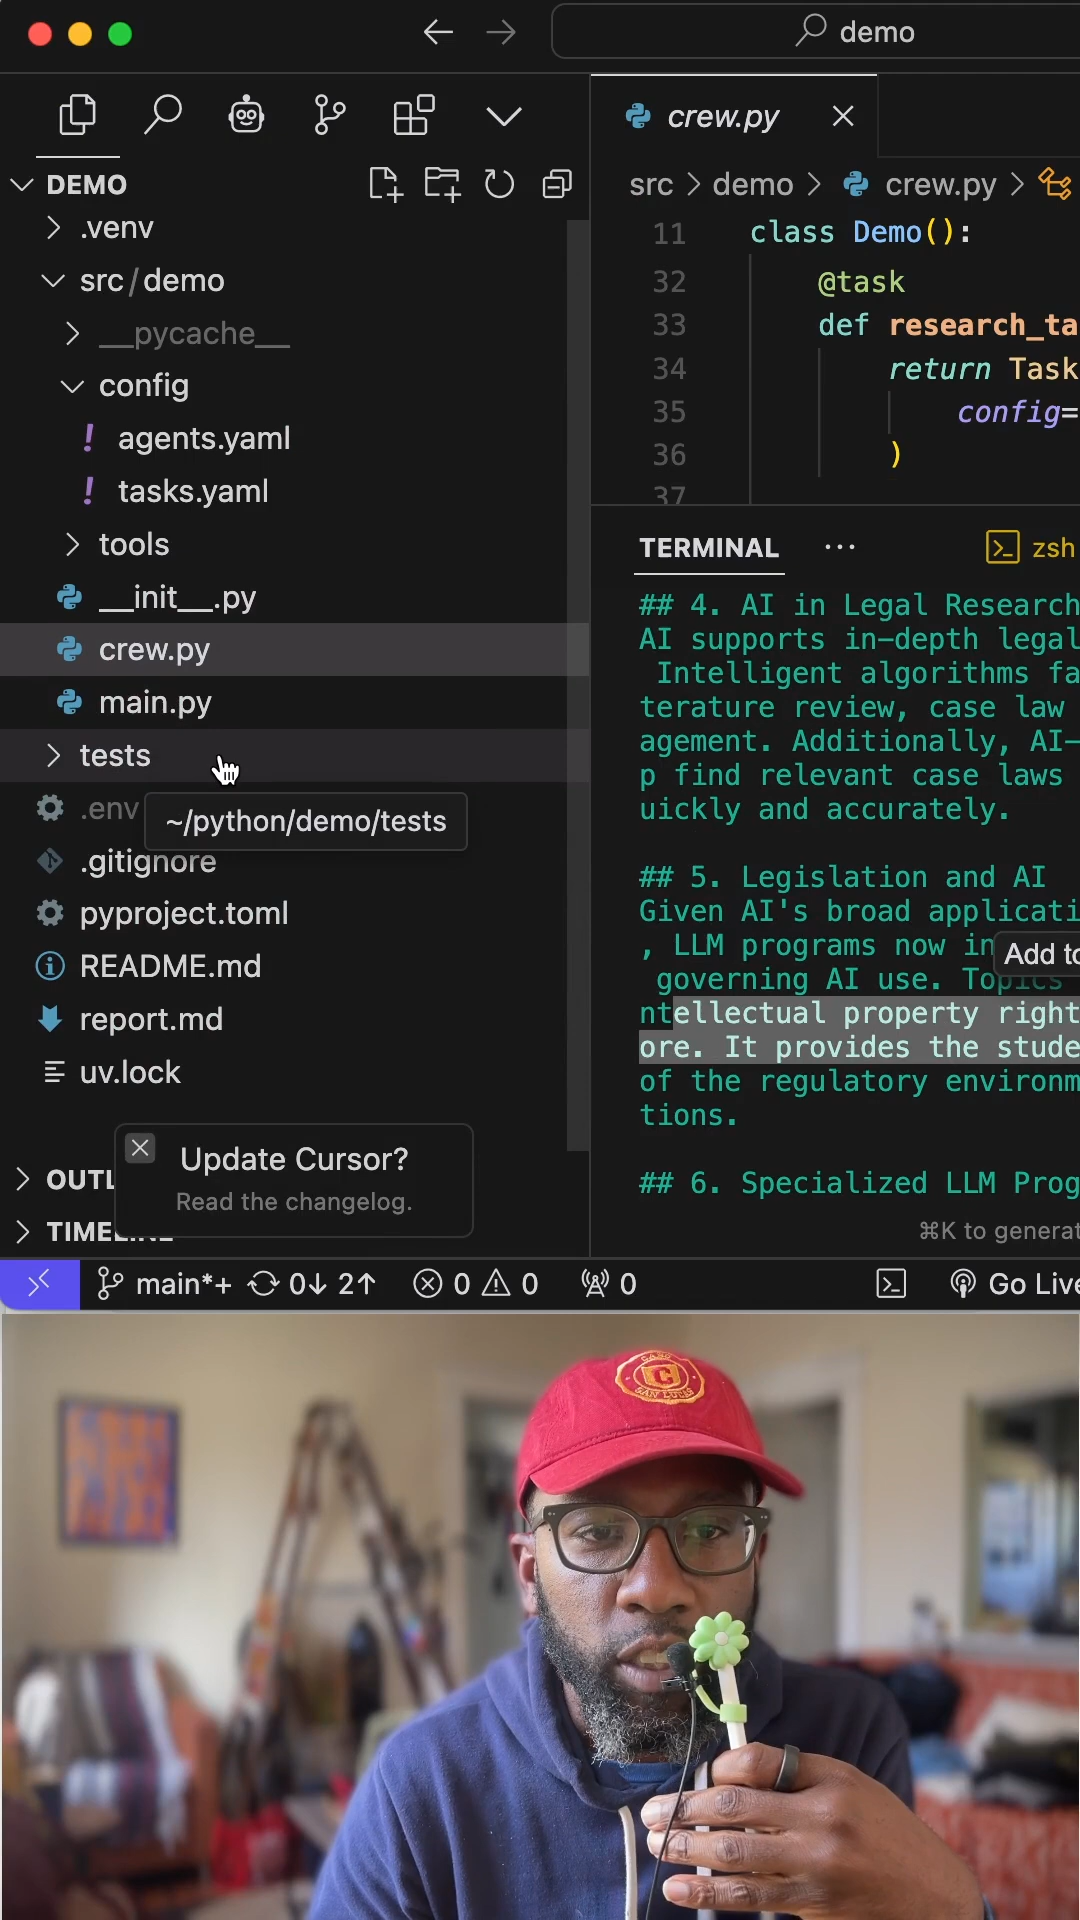 demo
DEMO
.venv
src / demo
__pycache__
config
! agents.yaml
! tasks.yaml
tools
__init__.py
crew.py
main.py
tests
~/python/demo/tests
.env
.gitignore
pyproject.toml
README.md
report.md
uv.lock
Update Cursor?
Read the changelog.
OUTL
TIMELINE
crew.py
src > demo > crew.py >
11 class Demo():
32 @task
33 def research_ta
34 return Task
35 config=
36 )
37
TERMINAL ... zsh
## 4. AI in Legal Research
AI supports in-depth legal
Intelligent algorithms fa
terature review, case law
agement. Additionally, AI-
p find relevant case laws
uickly and accurately.
## 5. Legislation and AI
Given AI's broad applicati
, LLM programs now in
Add to
governing AI use. Topics
ntellectual property right
ore. It provides the stude
of the regulatory environm
tions.
## 6. Specialized LLM Prog
⌘K to generat
main*+ 0↓ 2↑ 0 0 0 Go Live
CABO
C
SAN LUCAS